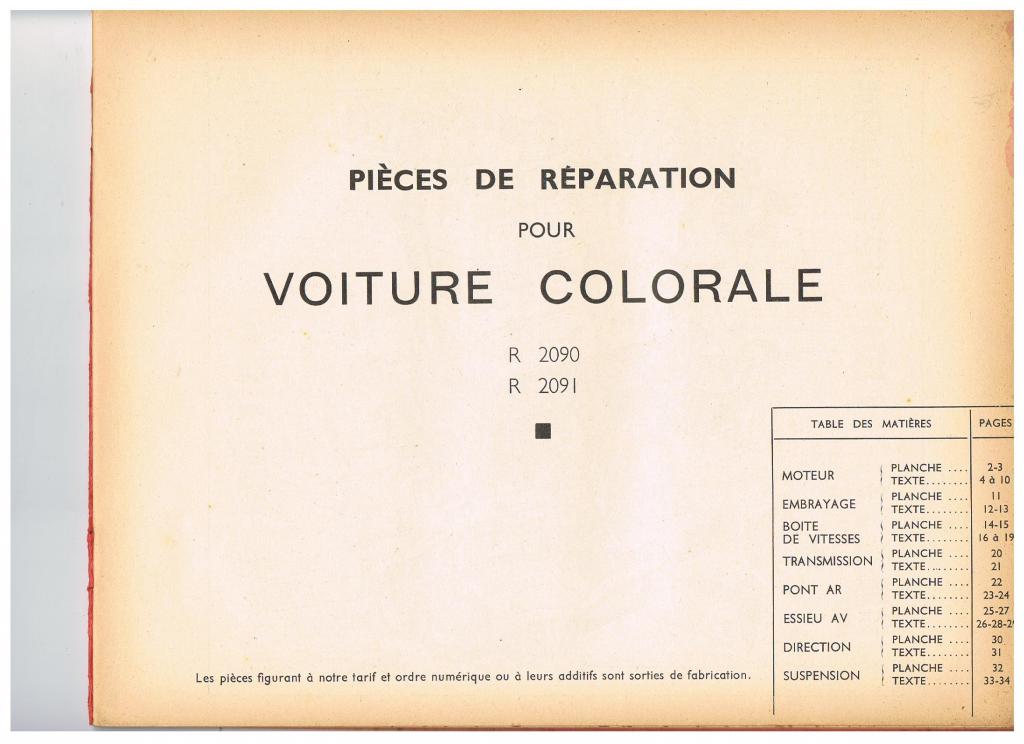 PIÈCES DE RÉPARATION
POUR
VOITURE COLORALE
R 2090
R 2091
TABLE DES MATIÈRES PAGES
MOTEUR PLANCHE .... 2-3
TEXTE........ 4 à 10
EMBRAYAGE PLANCHE .... 11
TEXTE........ 12-13
BOITE DE VITESSES PLANCHE .... 14-15
TEXTE........ 16 à 19
TRANSMISSION PLANCHE .... 20
TEXTE........ 21
PONT AR PLANCHE .... 22
TEXTE........ 23-24
ESSIEU AV PLANCHE .... 25-27
TEXTE........ 26-28-29
DIRECTION PLANCHE .... 30
TEXTE........ 31
SUSPENSION PLANCHE .... 32
TEXTE........ 33-34
Les pièces figurant à notre tarif et ordre numérique ou à leurs additifs sont sorties de fabrication.